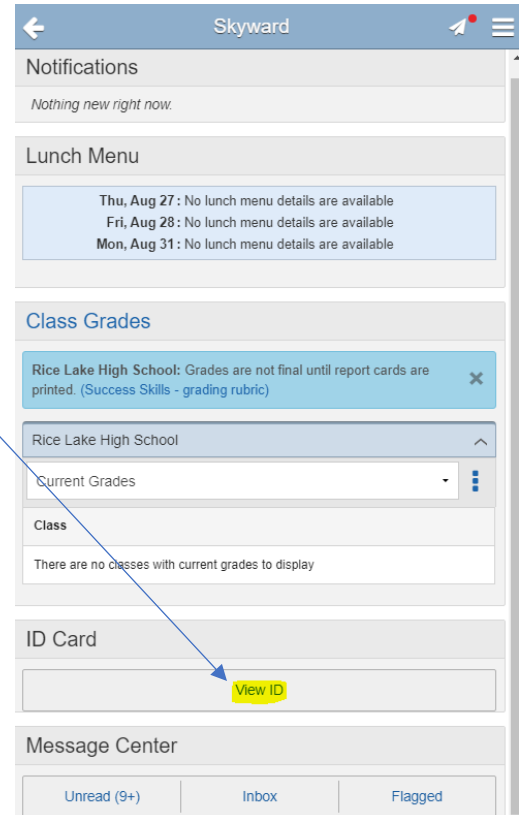 Skyward
Notifications
Nothing new right now.
Lunch Menu
Thu, Aug 27: No lunch menu details are available
Fri, Aug 28: No lunch menu details are available
Mon, Aug 31: No lunch menu details are available
Class Grades
Rice Lake High School: Grades are not final until report cards are
printed. (Success Skills - grading rubric)
Rice Lake High School
Current Grades
Class
There are no classes with current grades to display
ID Card
View ID
Message Center
Unread (9+) Inbox Flagged